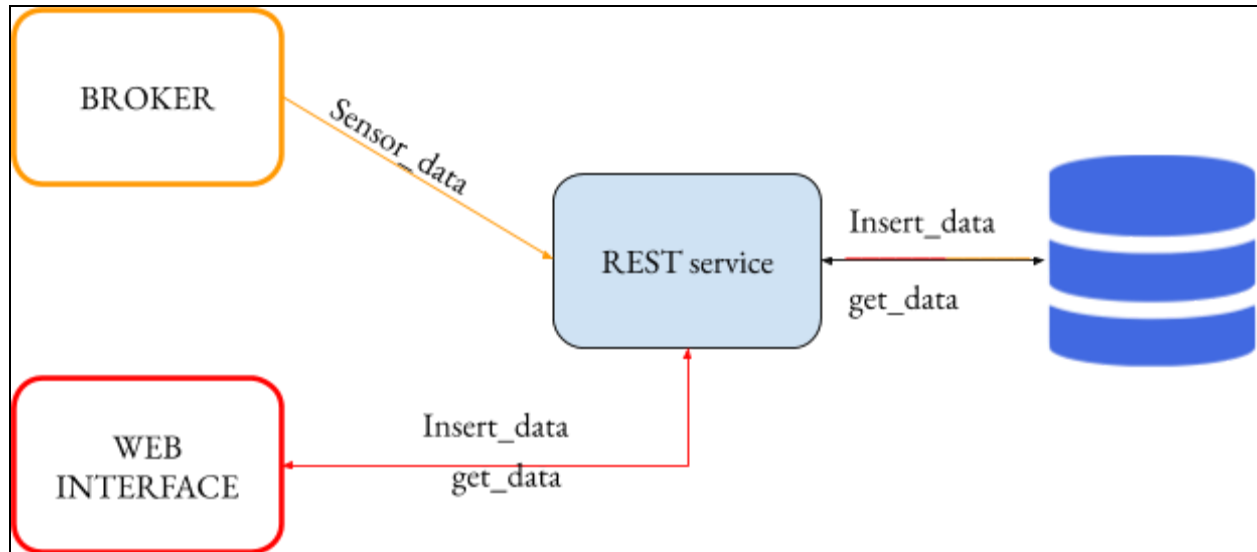 BROKER
Sensor_data
REST service
Insert_data
get_data
WEB
INTERFACE
Insert_data
get_data